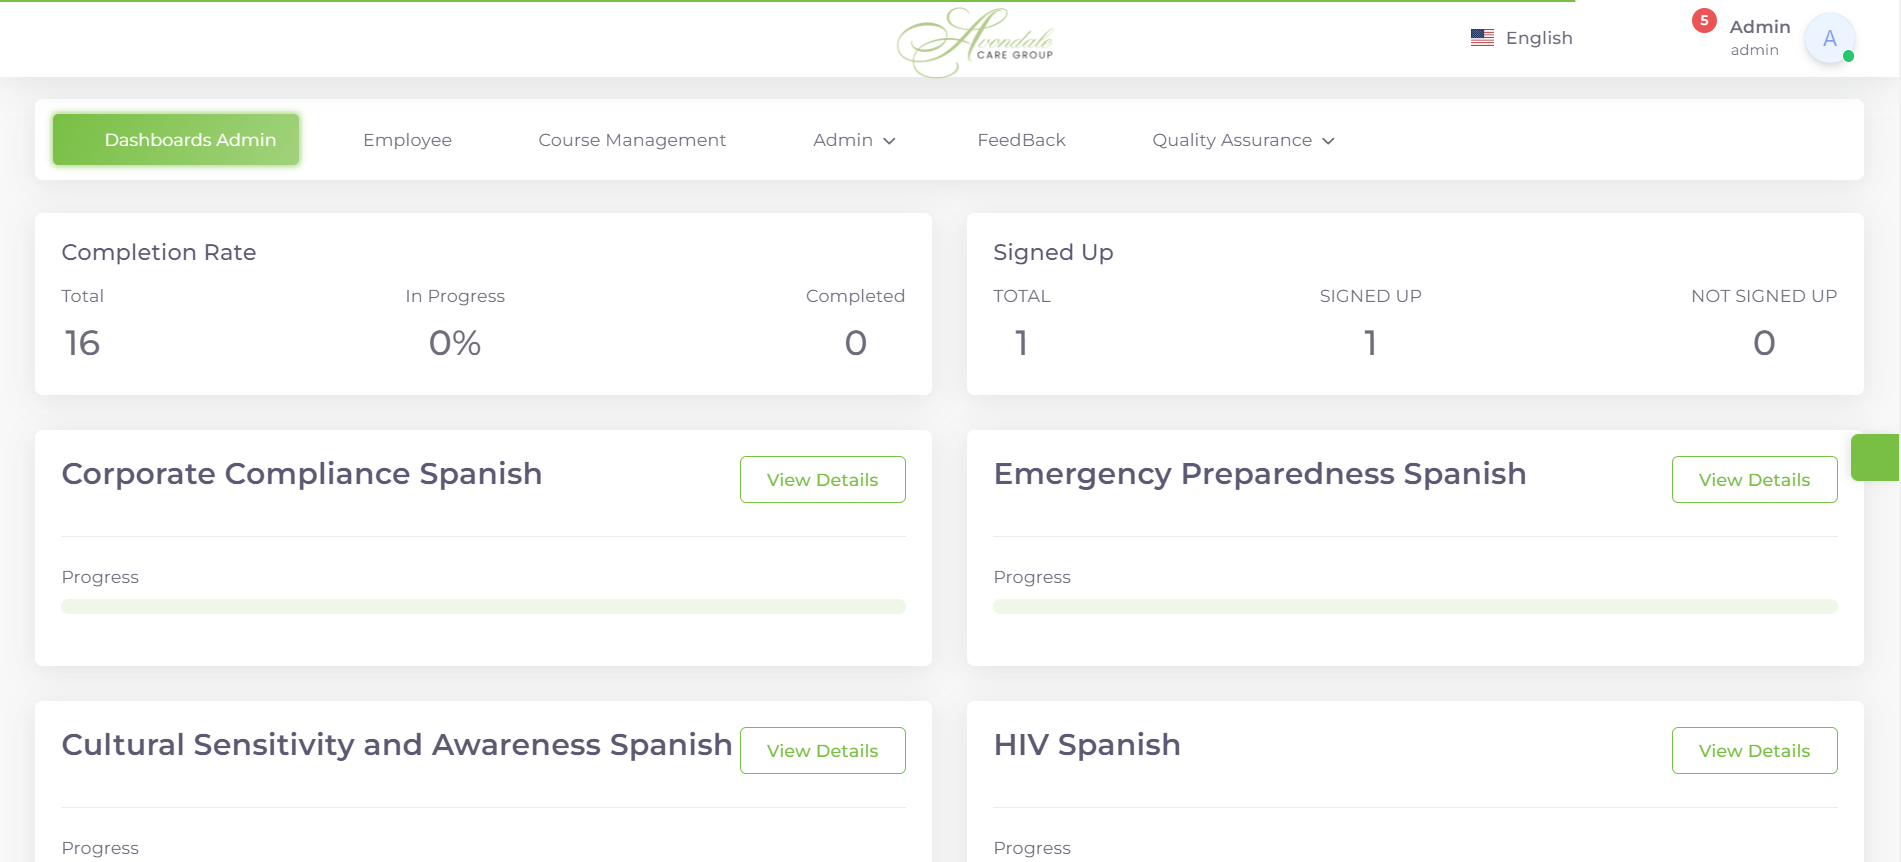 Avondale
CARE GROUP
English
5
Admin
admin
A
Dashboards Admin
Employee
Course Management
Admin
FeedBack
Quality Assurance
Completion Rate
Total
In Progress
Completed
16
0%
0
Signed Up
TOTAL
SIGNED UP
NOT SIGNED UP
1
1
0
Corporate Compliance Spanish
View Details
Progress
Emergency Preparedness Spanish
View Details
Progress
Cultural Sensitivity and Awareness Spanish
View Details
Progress
HIV Spanish
View Details
Progress